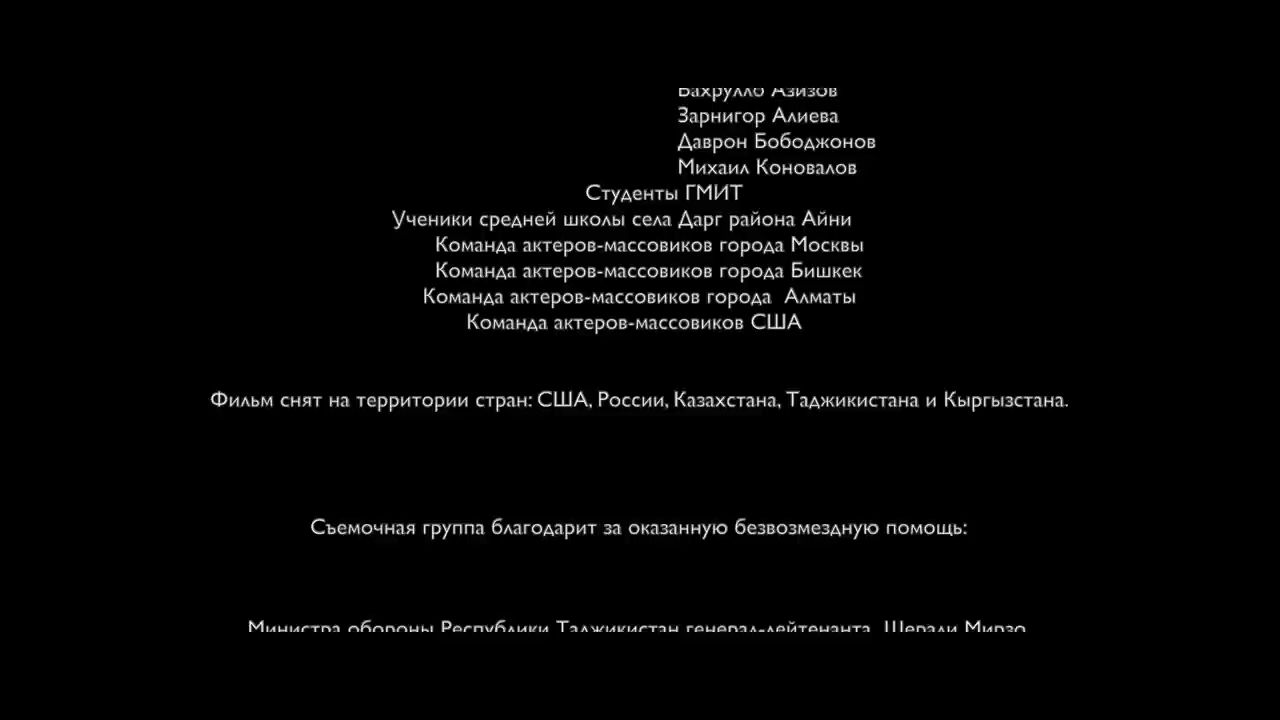 Бахрулло Азизов
Зарнигор Алиева
Даврон Бободжонов
Михаил Коновалов
Студенты ГМИТ
Ученики средней школы села Дарг района Айни
Команда актеров-массовиков города Москвы
Команда актеров-массовиков города Бишкек
Команда актеров-массовиков города Алматы
Команда актеров-массовиков США
Фильм снят на территории стран: США, России, Казахстана, Таджикистана и Кыргызстана.
Съемочная группа благодарит за оказанную безвозмездную помощь:
Министра обороны Республики Таджикистан генерал-лейтенанта Шерали Мирзо